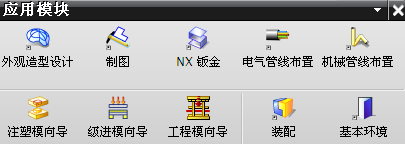 应用模块
外观造型设计 制图 NX 钣金 电气管线布置 机械管线布置
注塑模向导 级进模向导 工程模向导 装配 基本环境